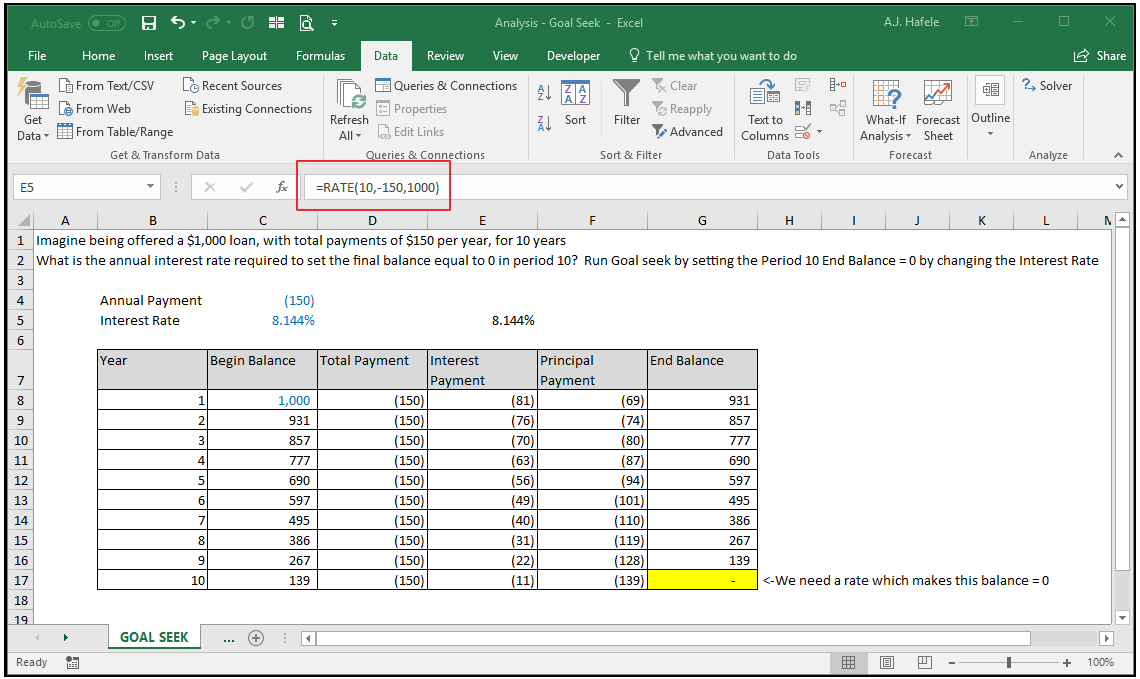 AutoSave Off Analysis - Goal Seek - Excel A.J. Hafele
File Home Insert Page Layout Formulas Data Review View Developer Tell me what you want to do Share
Get Data
From Text/CSV
From Web
From Table/Range
Recent Sources
Existing Connections
Get & Transform Data
Refresh All
Queries & Connections
Properties
Edit Links
Queries & Connections
Sort
Filter
Clear
Reapply
Advanced
Sort & Filter
Text to Columns
Data Tools
What-If Analysis
Forecast Sheet
Forecast
Outline
Solver
Analyze
E5 fx =RATE(10,-150,1000)
A B C D E F G H I J K L
1 Imagine being offered a $1,000 loan, with total payments of $150 per year, for 10 years
2 What is the annual interest rate required to set the final balance equal to 0 in period 10? Run Goal seek by setting the Period 10 End Balance = 0 by changing the Interest Rate
3
4 Annual Payment (150)
5 Interest Rate 8.144% 8.144%
6
7 Year Begin Balance Total Payment Interest Payment Principal Payment End Balance
8 1 1,000 (150) (81) (69) 931
9 2 931 (150) (76) (74) 857
10 3 857 (150) (70) (80) 777
11 4 777 (150) (63) (87) 690
12 5 690 (150) (56) (94) 597
13 6 597 (150) (49) (101) 495
14 7 495 (150) (40) (110) 386
15 8 386 (150) (31) (119) 267
16 9 267 (150) (22) (128) 139
17 10 139 (150) (11) (139) - <-We need a rate which makes this balance = 0
18
19
GOAL SEEK ...
Ready 100%